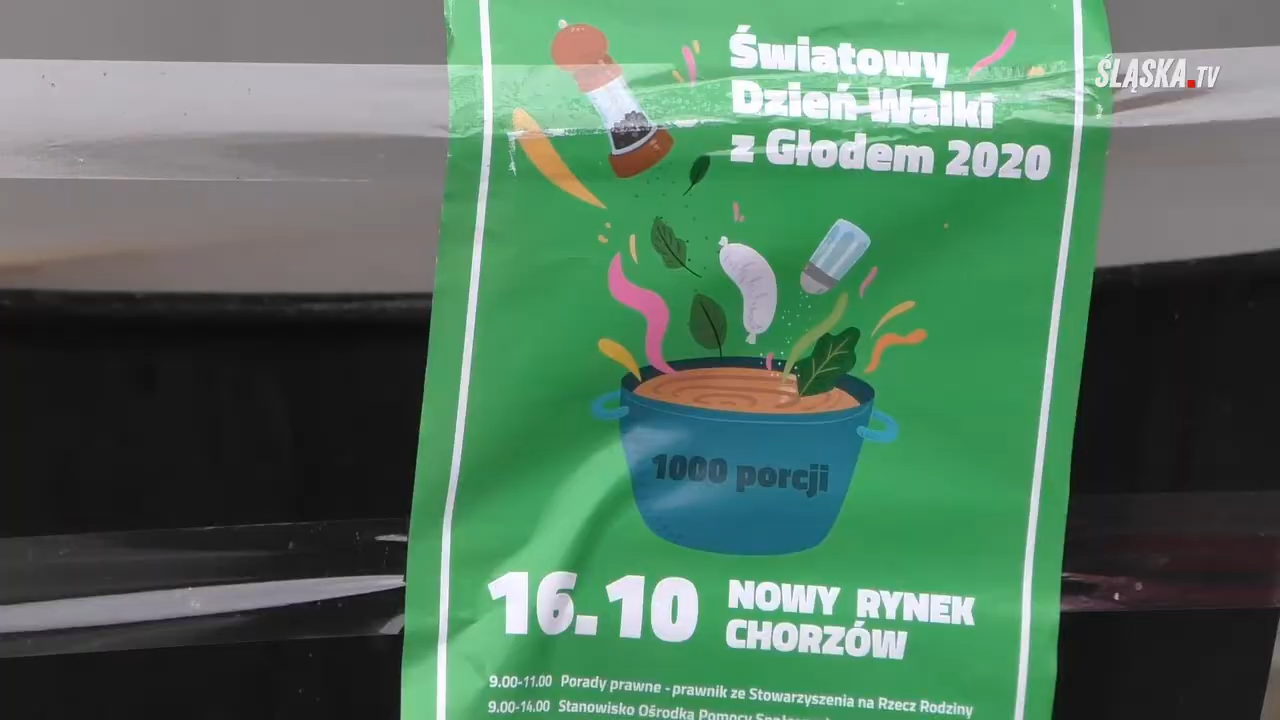 ŚLĄSKA.TV
Światowy
Dzień Walki
z Głodem 2020
1000 porcji
16.10
NOWY RYNEK
CHORZÓW
9.00-11.00 Porady prawne - prawnik ze Stowarzyszenia na Rzecz Rodziny
9.00-14.00 Stanowisko Ośrodka Pomocy